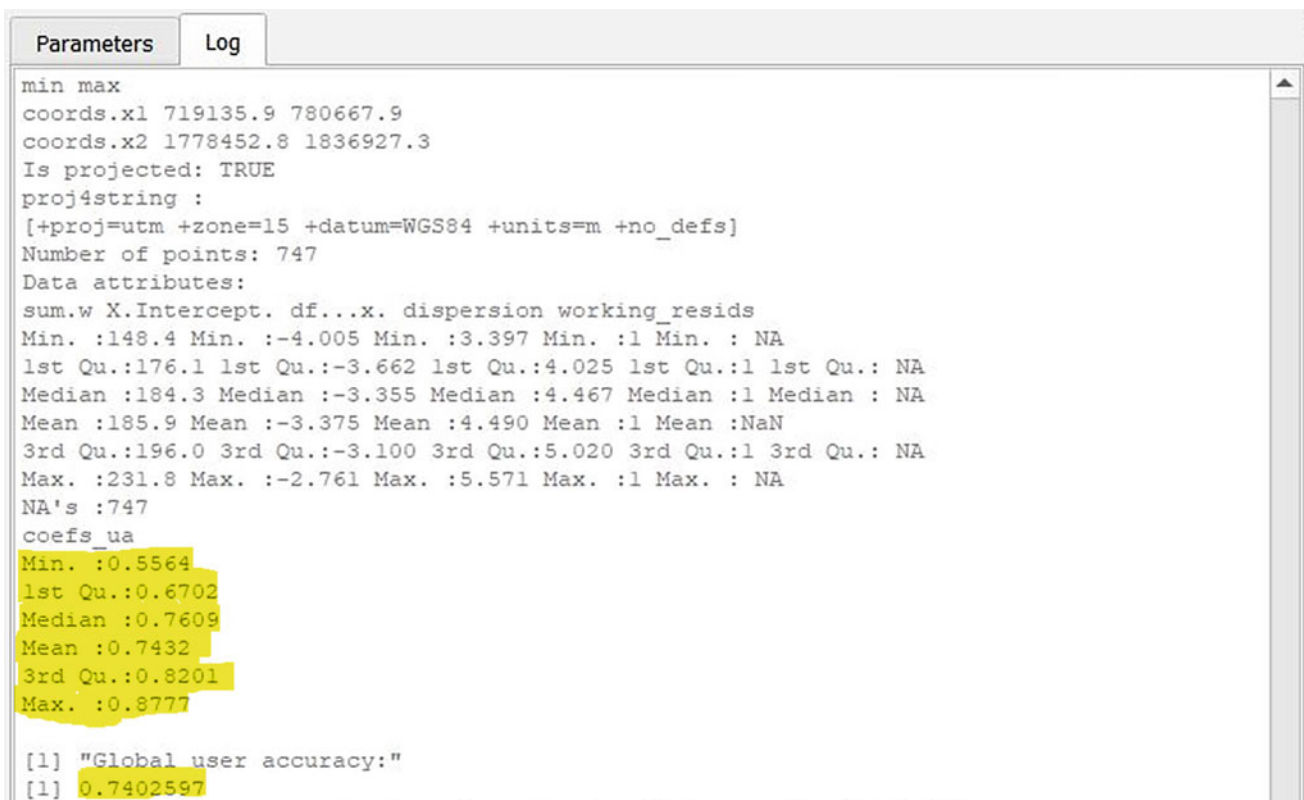 Parameters Log
min max
coords.x1 719135.9 780667.9
coords.x2 1778452.8 1836927.3
Is projected: TRUE
proj4string :
[+proj=utm +zone=15 +datum=WGS84 +units=m +no_defs]
Number of points: 747
Data attributes:
sum.w X.Intercept. df...x. dispersion working_resids
Min. :148.4 Min. :-4.005 Min. :3.397 Min. :1 Min. : NA
1st Qu.:176.1 1st Qu.:-3.662 1st Qu.:4.025 1st Qu.:1 1st Qu.: NA
Median :184.3 Median :-3.355 Median :4.467 Median :1 Median : NA
Mean :185.9 Mean :-3.375 Mean :4.490 Mean :1 Mean :NaN
3rd Qu.:196.0 3rd Qu.:-3.100 3rd Qu.:5.020 3rd Qu.:1 3rd Qu.: NA
Max. :231.8 Max. :-2.761 Max. :5.571 Max. :1 Max. : NA
NA's :747
coefs_ua
Min. :0.5564
1st Qu.:0.6702
Median :0.7609
Mean :0.7432
3rd Qu.:0.8201
Max. :0.8777
[1] "Global user accuracy:"
[1] 0.7402597